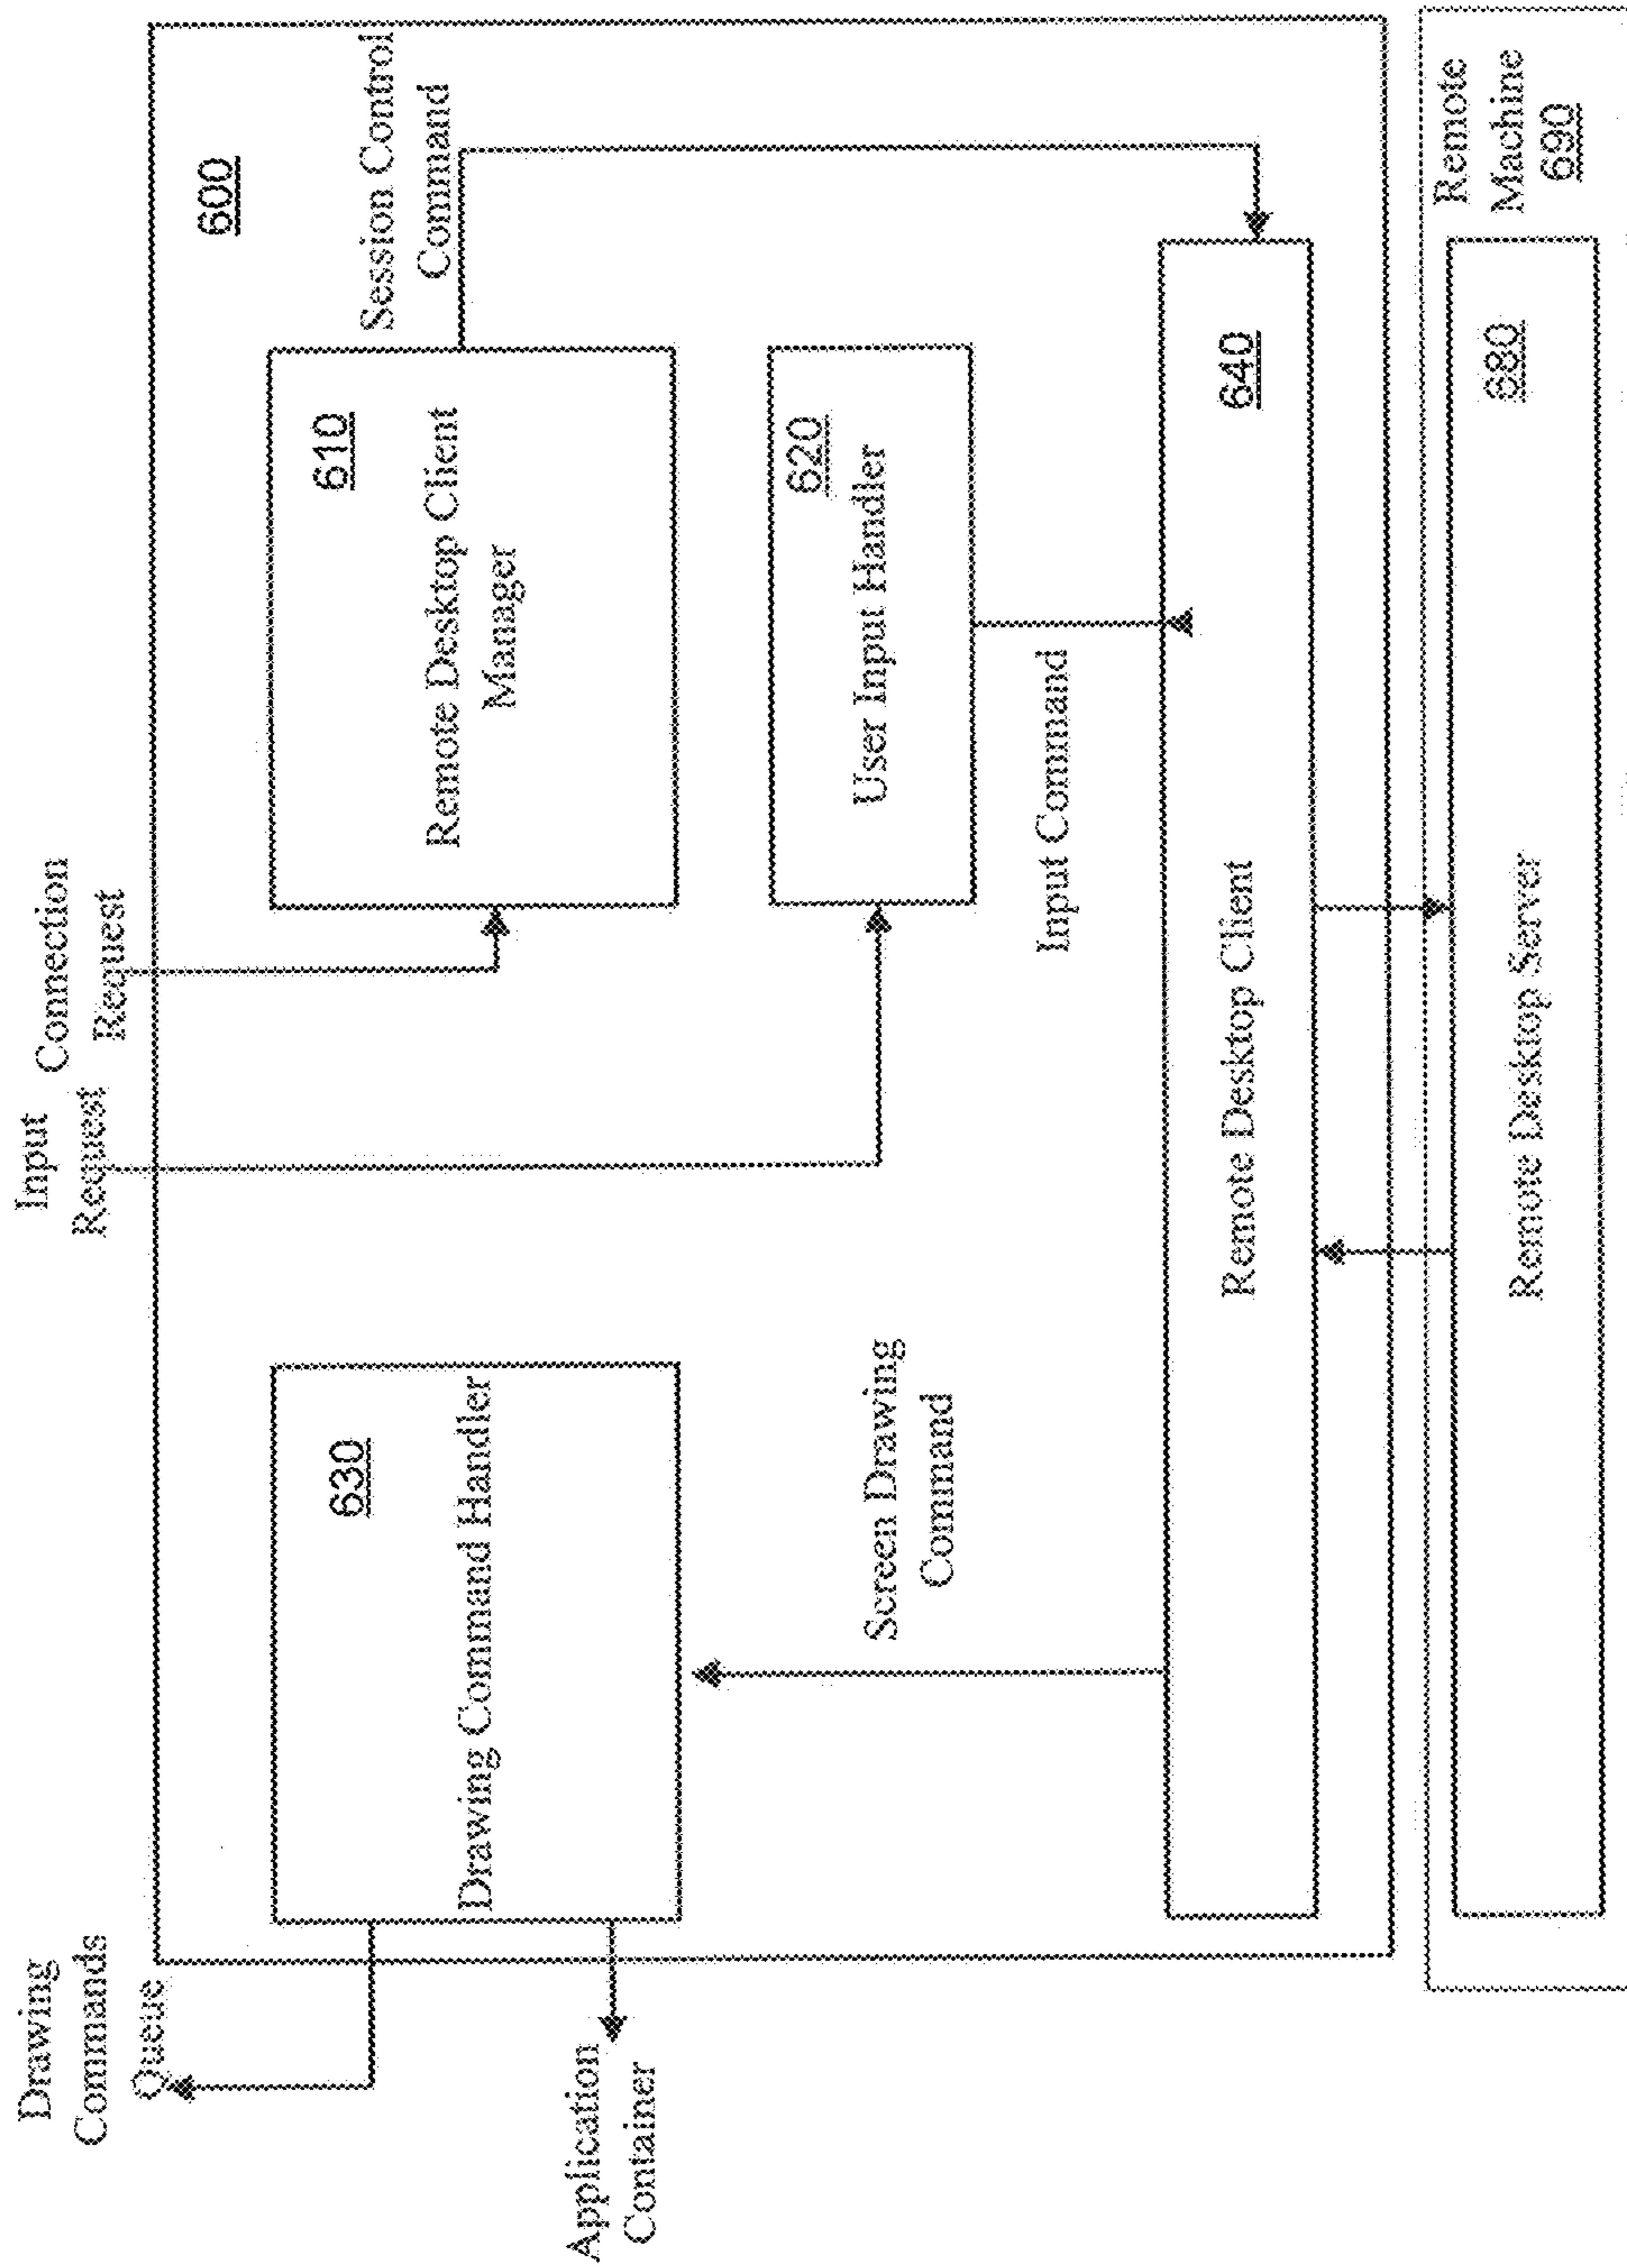 Drawing
Commands
Queue
Input
Request
Connection
Request
600
Session Control
Command
630
Drawing Command Handler
610
Remote Desktop Client
Manager
Application
Container
620
User Input Handler
Screen Drawing
Command
Input Command
Remote Desktop Client
640
Remote
Machine
690
Remote Desktop Server
680